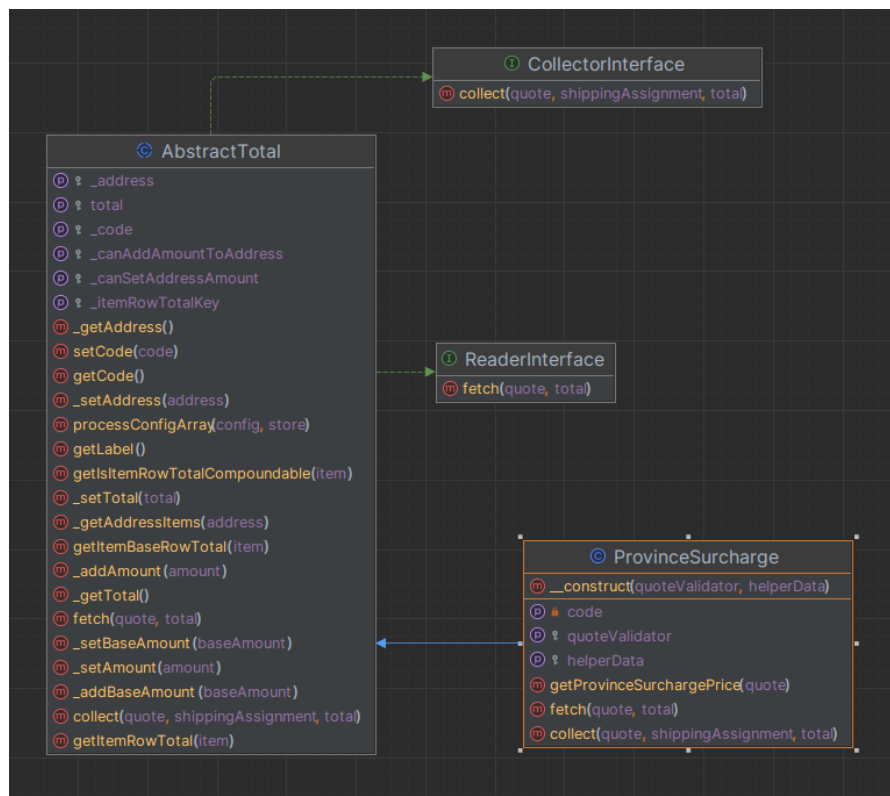 CollectorInterface
collect(quote, shippingAssignment, total)
AbstractTotal
_address
total
_code
_canAddAmountToAddress
_canSetAddressAmount
_itemRowTotalKey
_getAddress()
setCode(code)
getCode()
_setAddress(address)
processConfigArray(config, store)
getLabel()
getIsItemRowTotalCompoundable(item)
_setTotal(total)
_getAddressItems(address)
getItemBaseRowTotal(item)
_addAmount(amount)
_getTotal()
fetch(quote, total)
_setBaseAmount(baseAmount)
_setAmount(amount)
_addBaseAmount(baseAmount)
collect(quote, shippingAssignment, total)
getItemRowTotal(item)
ReaderInterface
fetch(quote, total)
ProvinceSurcharge
__construct(quoteValidator, helperData)
code
quoteValidator
helperData
getProvinceSurchargePrice(quote)
fetch(quote, total)
collect(quote, shippingAssignment, total)